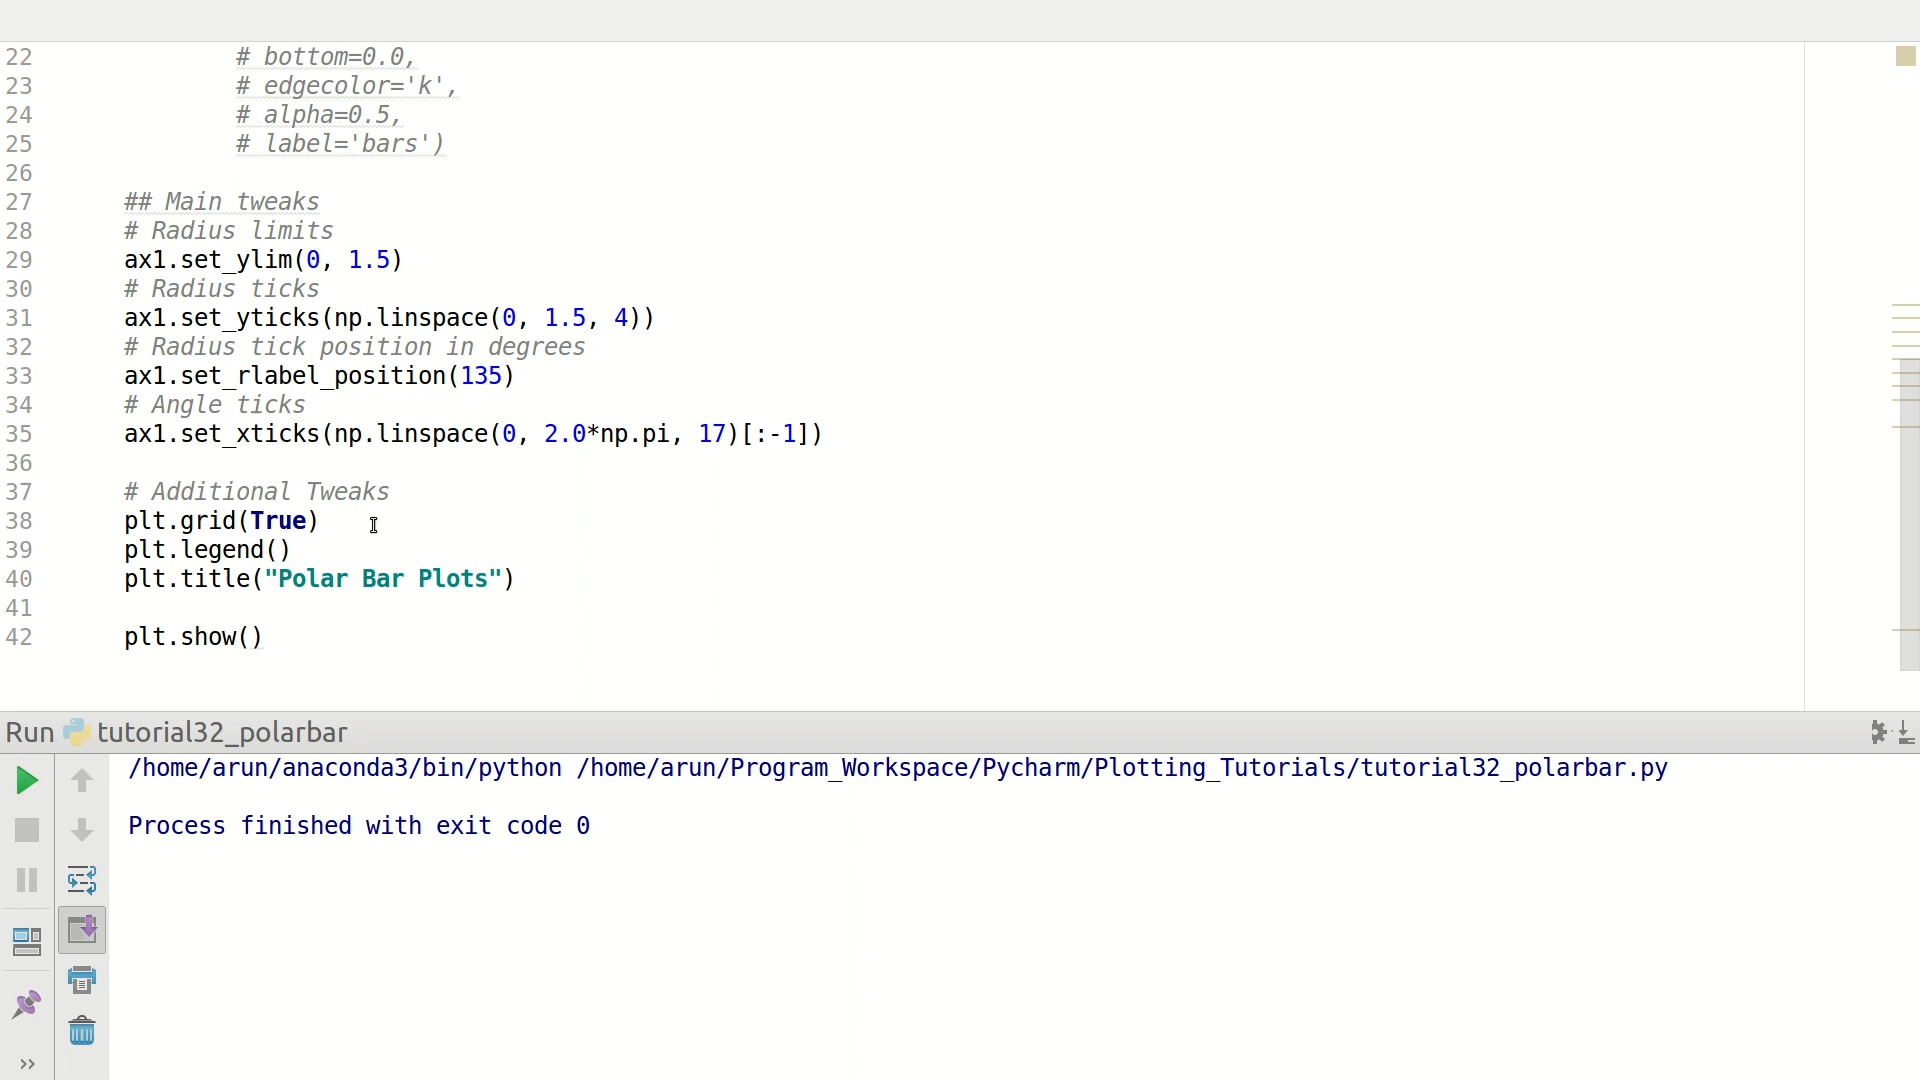 22 # bottom=0.0,
23 # edgecolor='k',
24 # alpha=0.5,
25 # label='bars')
26
27 ## Main tweaks
28 # Radius limits
29 ax1.set_ylim(0, 1.5)
30 # Radius ticks
31 ax1.set_yticks(np.linspace(0, 1.5, 4))
32 # Radius tick position in degrees
33 ax1.set_rlabel_position(135)
34 # Angle ticks
35 ax1.set_xticks(np.linspace(0, 2.0*np.pi, 17)[:-1])
36
37 # Additional Tweaks
38 plt.grid(True)
39 plt.legend()
40 plt.title("Polar Bar Plots")
41
42 plt.show()
Run tutorial32_polarbar
/home/arun/anaconda3/bin/python /home/arun/Program_Workspace/Pycharm/Plotting_Tutorials/tutorial32_polarbar.py
Process finished with exit code 0